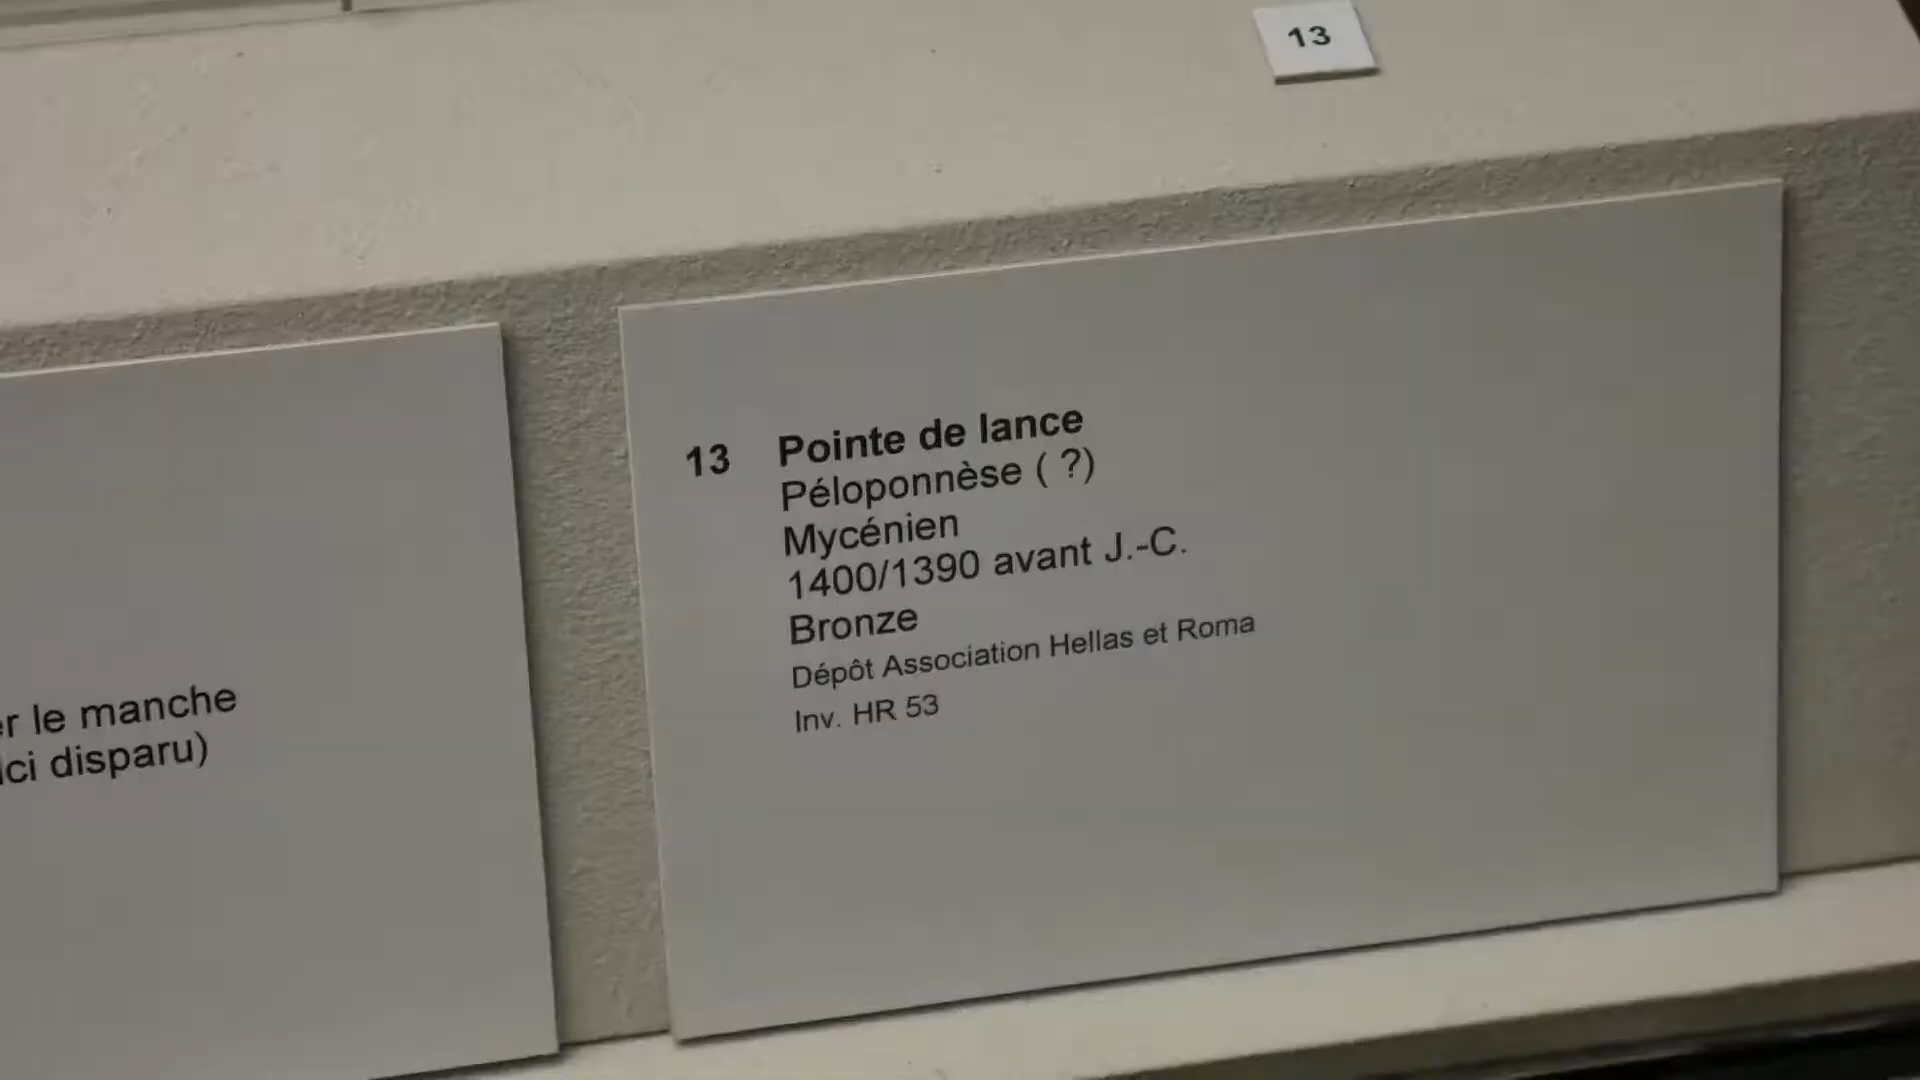 13
13 Pointe de lance
Péloponnèse ( ?)
Mycénien
1400/1390 avant J.-C.
Bronze
Dépôt Association Hellas et Roma
Inv. HR 53
le manche
disparu)